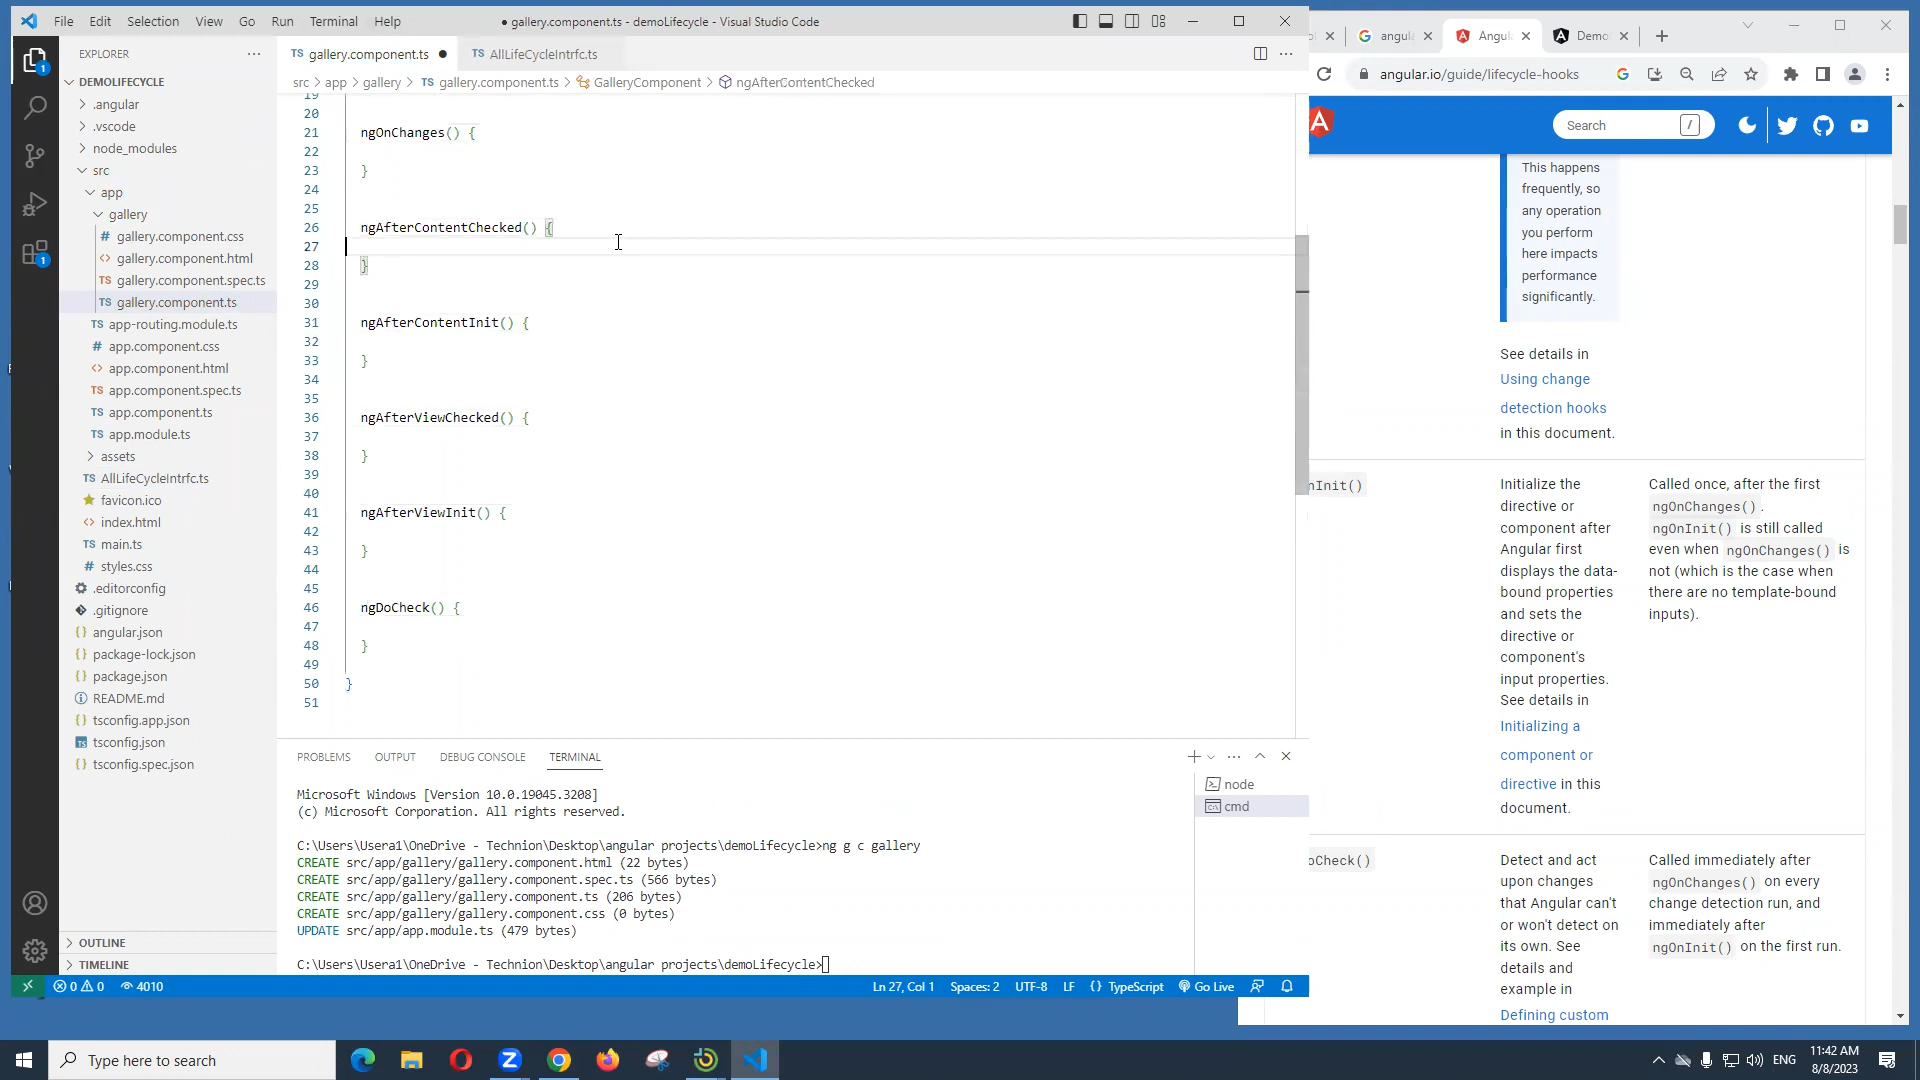 File Edit Selection View Go Run Terminal Help
● gallery.component.ts - demoLifecycle - Visual Studio Code
EXPLORER
DEMOLIFECYCLE
.angular
.vscode
node_modules
src
app
gallery
# gallery.component.css
<> gallery.component.html
TS gallery.component.spec.ts
TS gallery.component.ts
TS app-routing.module.ts
# app.component.css
<> app.component.html
TS app.component.spec.ts
TS app.component.ts
TS app.module.ts
assets
TS AllLifeCycleIntrfc.ts
favicon.ico
<> index.html
TS main.ts
# styles.css
.editorconfig
.gitignore
{} angular.json
{} package-lock.json
{} package.json
README.md
{} tsconfig.app.json
TS tsconfig.json
{} tsconfig.spec.json
OUTLINE
TIMELINE
1
1
TS gallery.component.ts ●
TS AllLifeCycleIntrfc.ts
src > app > gallery > TS gallery.component.ts > GalleryComponent > ngAfterContentChecked
19
20
21 ngOnChanges() {
22
23 }
24
25
26 ngAfterContentChecked() {
27
28 }
29
30
31 ngAfterContentInit() {
32
33 }
34
35
36 ngAfterViewChecked() {
37
38 }
39
40
41 ngAfterViewInit() {
42
43 }
44
45
46 ngDoCheck() {
47
48 }
49
50 }
51
PROBLEMS OUTPUT DEBUG CONSOLE TERMINAL
Microsoft Windows [Version 10.0.19045.3208]
(c) Microsoft Corporation. All rights reserved.
C:\Users\Usera1\OneDrive - Technion\Desktop\angular projects\demoLifecycle>ng g c gallery
CREATE src/app/gallery/gallery.component.html (22 bytes)
CREATE src/app/gallery/gallery.component.spec.ts (566 bytes)
CREATE src/app/gallery/gallery.component.ts (206 bytes)
CREATE src/app/gallery/gallery.component.css (0 bytes)
UPDATE src/app/app.module.ts (479 bytes)
C:\Users\Usera1\OneDrive - Technion\Desktop\angular projects\demoLifecycle>
node
cmd
0 0 4010
Ln 27, Col 1 Spaces: 2 UTF-8 LF {} TypeScript Go Live
angula
Angula
Demo
angular.io/guide/lifecycle-hooks
Search /
This happens
frequently, so
any operation
you perform
here impacts
performance
significantly.
See details in
Using change
detection hooks
in this document.
nInit()
Initialize the
directive or
component after
Angular first
displays the data-
bound properties
and sets the
directive or
component's
input properties.
See details in
Initializing a
component or
directive in this
document.
Called once, after the first
ngOnChanges() .
ngOnInit() is still called
even when ngOnChanges() is
not (which is the case when
there are no template-bound
inputs).
oCheck()
Detect and act
upon changes
that Angular can't
or won't detect on
its own. See
details and
example in
Defining custom
Called immediately after
ngOnChanges() on every
change detection run, and
immediately after
ngOnInit() on the first run.
Type here to search
ENG
11:42 AM
8/8/2023